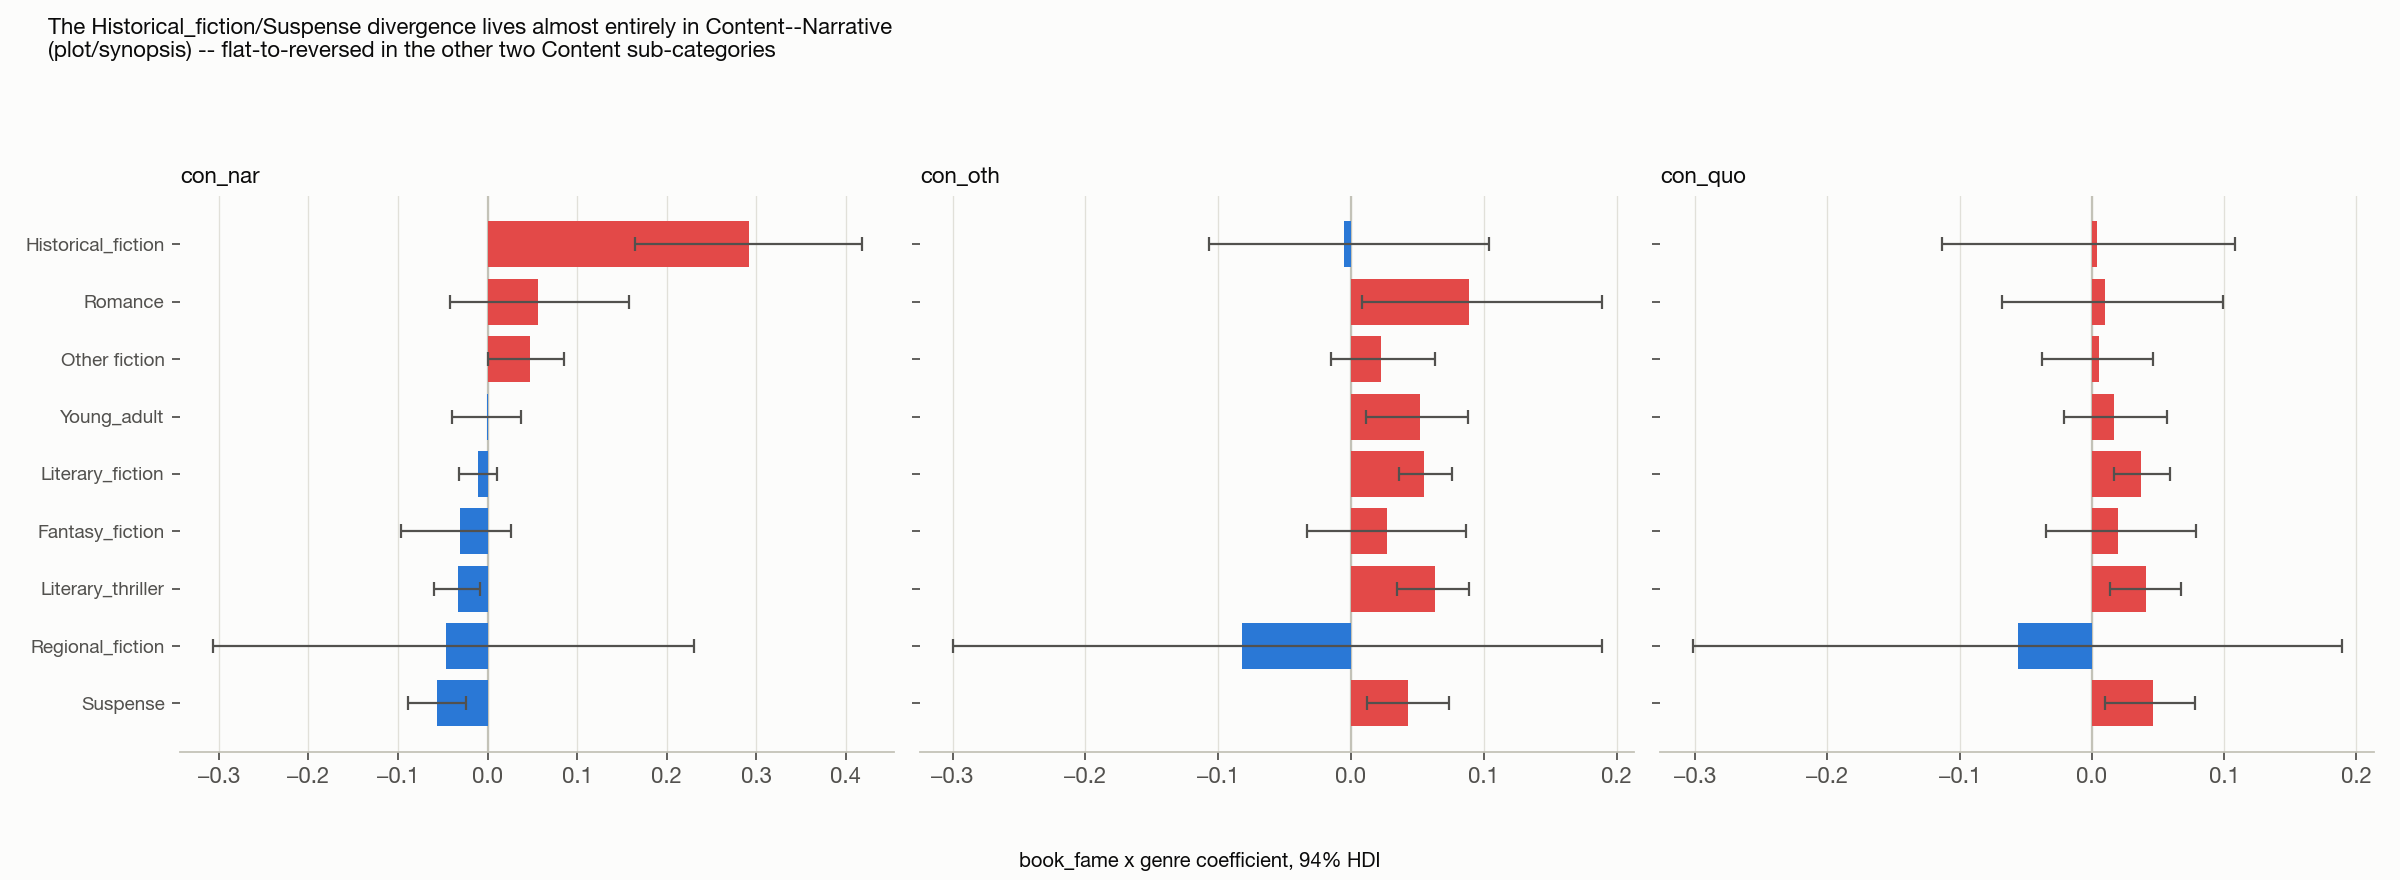 The Historical_fiction/Suspense divergence lives almost entirely in Content--Narrative
(plot/synopsis) -- flat-to-reversed in the other two Content sub-categories
con_nar
con_oth
con_quo
Historical_fiction
Romance
Other fiction
Young_adult
Literary_fiction
Fantasy_fiction
Literary_thriller
Regional_fiction
Suspense
−0.3 −0.2 −0.1 0.0 0.1 0.2 0.3 0.4
−0.3 −0.2 −0.1 0.0 0.1 0.2
−0.3 −0.2 −0.1 0.0 0.1 0.2
book_fame x genre coefficient, 94% HDI